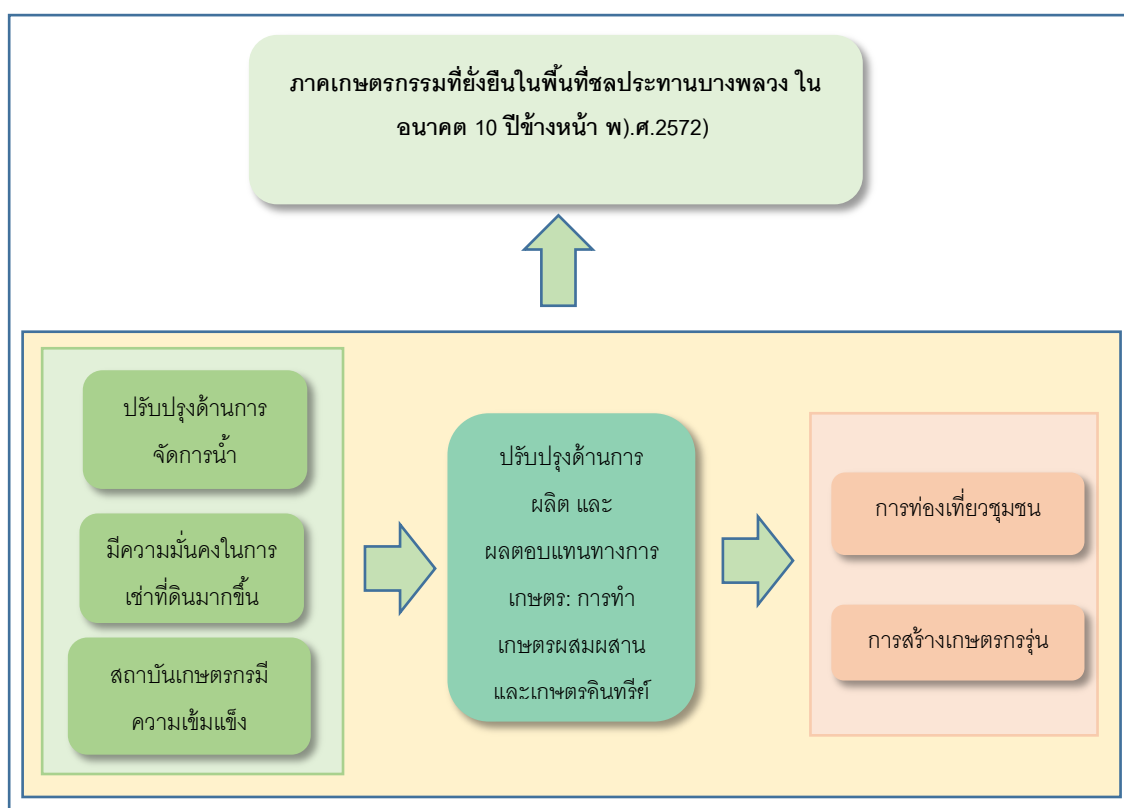 ภาคเกษตรกรรมที่ยั่งยืนในพื้นที่ชลประทานบางพลวง ใน
อนาคต 10 ปีข้างหน้า พ).ศ.2572)
ปรับปรุงด้านการ
จัดการน้ำ
มีความมั่นคงในการ
เช่าที่ดินมากขึ้น
สถาบันเกษตรกรมี
ความเข้มแข็ง
ปรับปรุงด้านการ
ผลิต และ
ผลตอบแทนทางการ
เกษตร: การทำ
เกษตรผสมผสาน
และเกษตรคินทรีย์
การท่องเที่ยวชุมชน
การสร้างเกษตรกรรุ่น